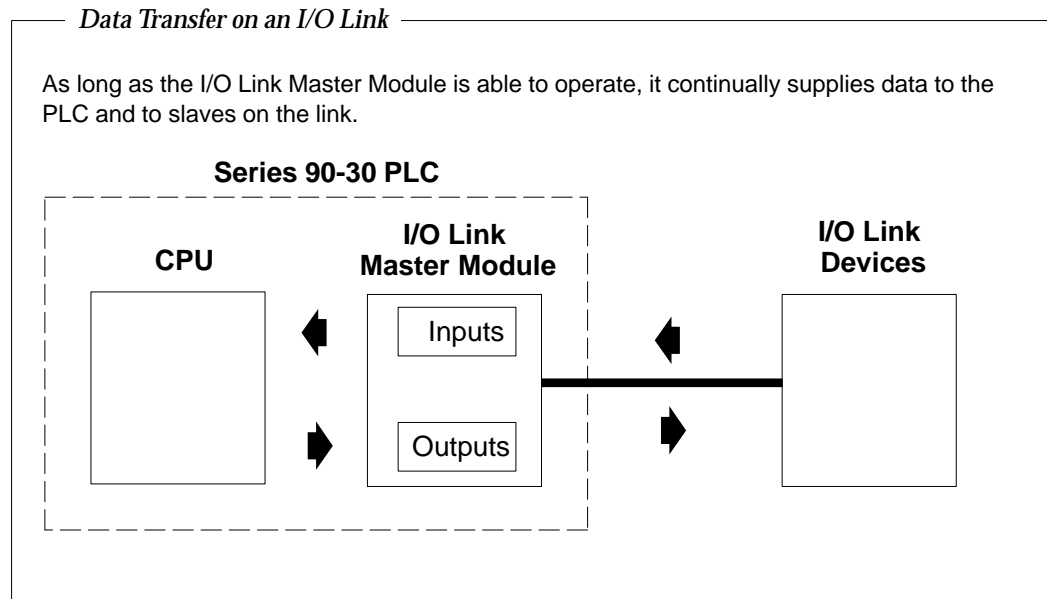 Data Transfer on an I/O Link
As long as the I/O Link Master Module is able to operate, it continually supplies data to the
PLC and to slaves on the link.
Series 90-30 PLC
CPU
I/O Link
Master Module
I/O Link
Devices
Inputs
Outputs